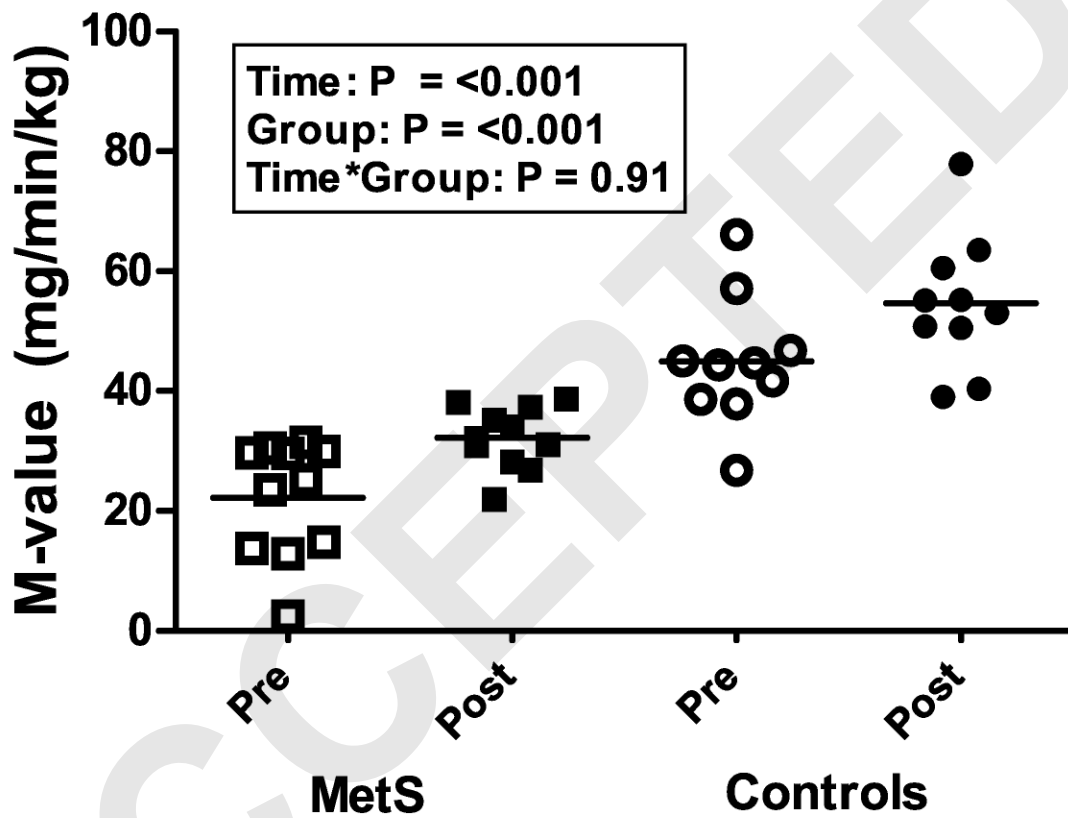 100
80
60
40
20
0
M-value (mg/min/kg)
Time: P = <0.001
Group: P = <0.001
Time*Group: P = 0.91
Pre
Post
Pre
Post
MetS
Controls
CCEPTED